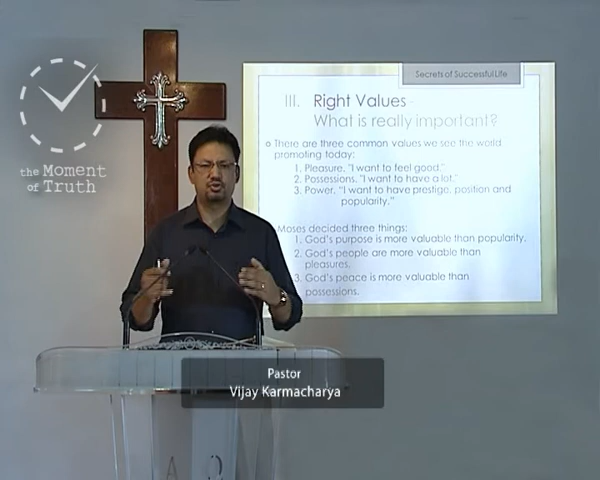 the Moment
of Truth
Secrets of Successful Life
III. Right Values -
What is really important?
There are three common values we see the world
promoting today:
1. Pleasure. "I want to feel good."
2. Possessions. "I want to have a lot."
3. Power. "I want to have prestige, position and
popularity."
Moses decided three things:
1. God's purpose is more valuable than popularity.
2. God's people are more valuable than
pleasures.
3. God's peace is more valuable than
possessions.
Pastor
Vijay Karmacharya
A